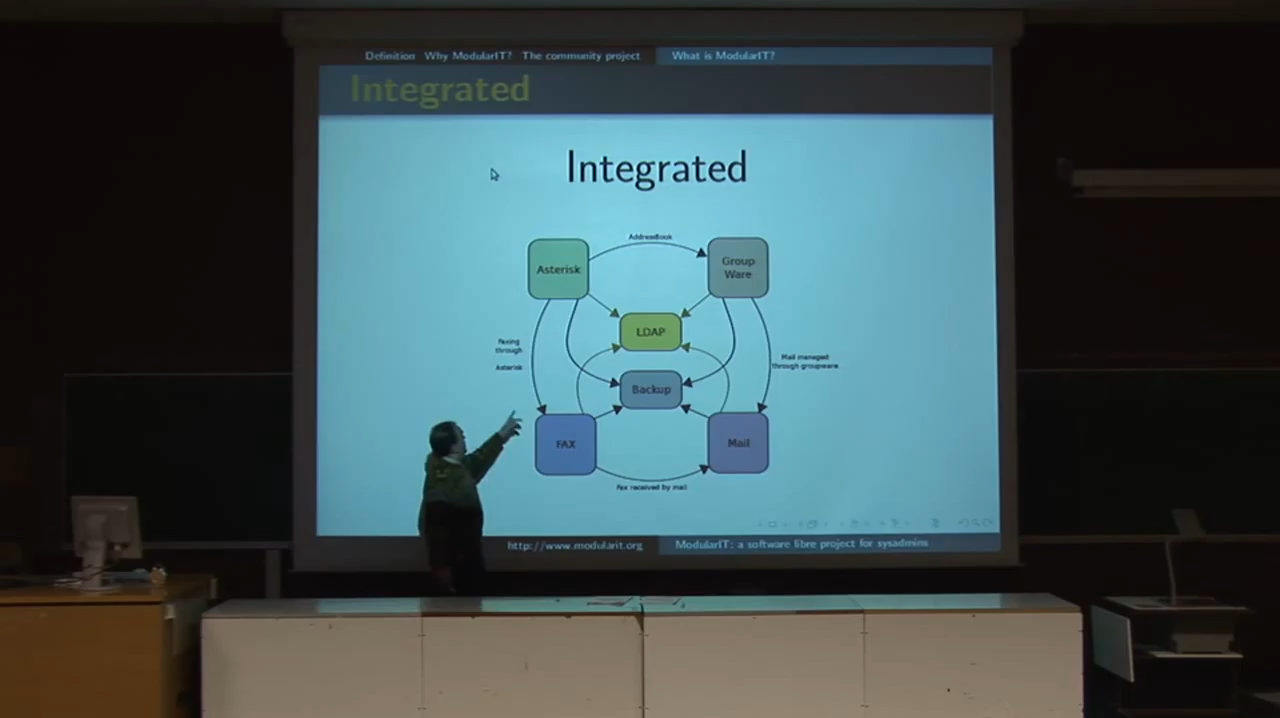 Definition Why ModularIT? The community project What is ModularIT?
Integrated
Integrated
AddressBook
Asterisk
Group
Ware
LDAP
Faxing
through
Asterisk
Mail managed
through groupware
Backup
FAX
Mail
Fax received by mail
http://www.modularit.org ModularIT: a software libre project for sysadmins